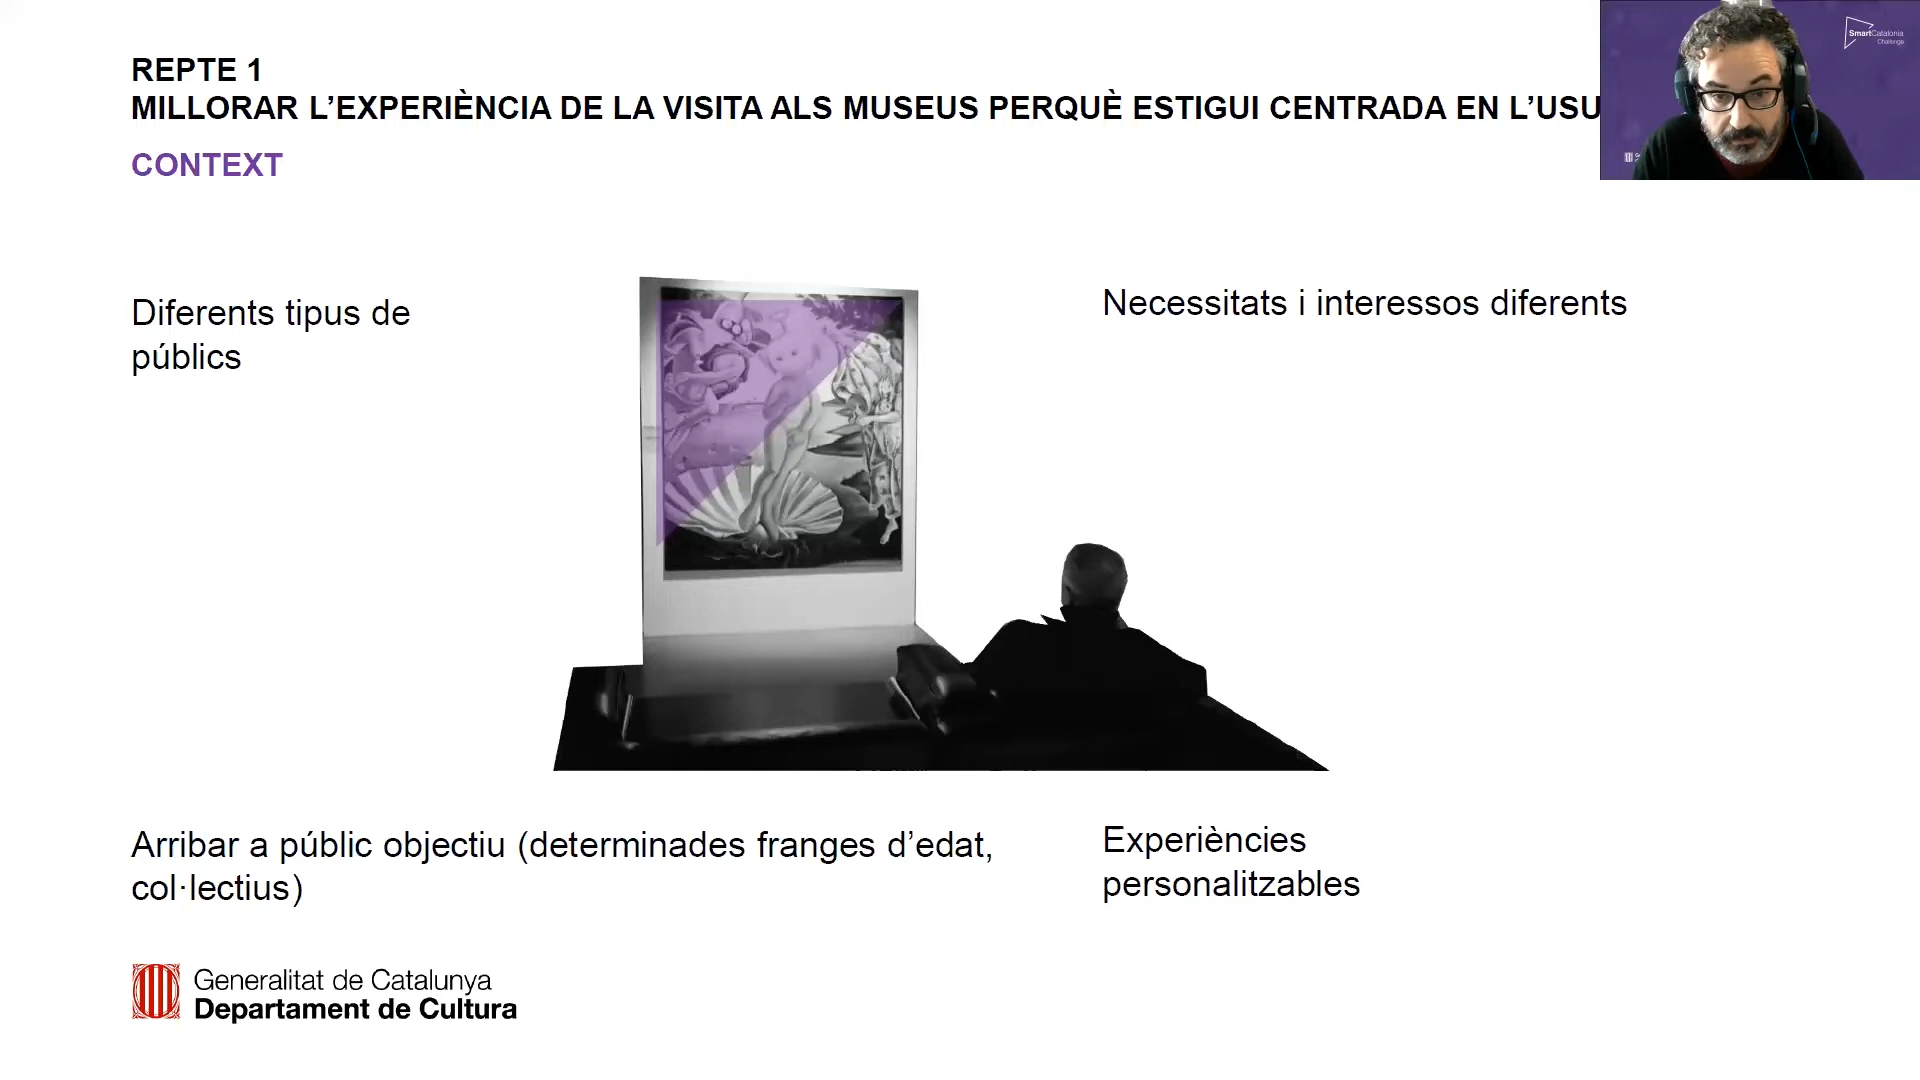 REPTE 1
MILLORAR L’EXPERIÈNCIA DE LA VISITA ALS MUSEUS PERQUÈ ESTIGUI CENTRADA EN L’USU
CONTEXT
SmartCatalonia
Challenge
Diferents tipus de
públics
Necessitats i interessos diferents
Arribar a públic objectiu (determinades franges d’edat,
col·lectius)
Experiències
personalitzables
Generalitat de Catalunya
Departament de Cultura